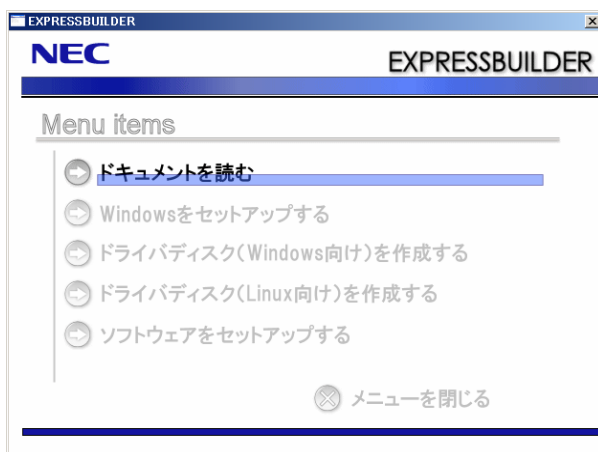 EXPRESSBUILDER
NEC
EXPRESSBUILDER
Menu items
ドキュメントを読む
Windowsをセットアップする
ドライバディスク(Windows向け)を作成する
ドライバディスク(Linux向け)を作成する
ソフトウェアをセットアップする
メニューを閉じる